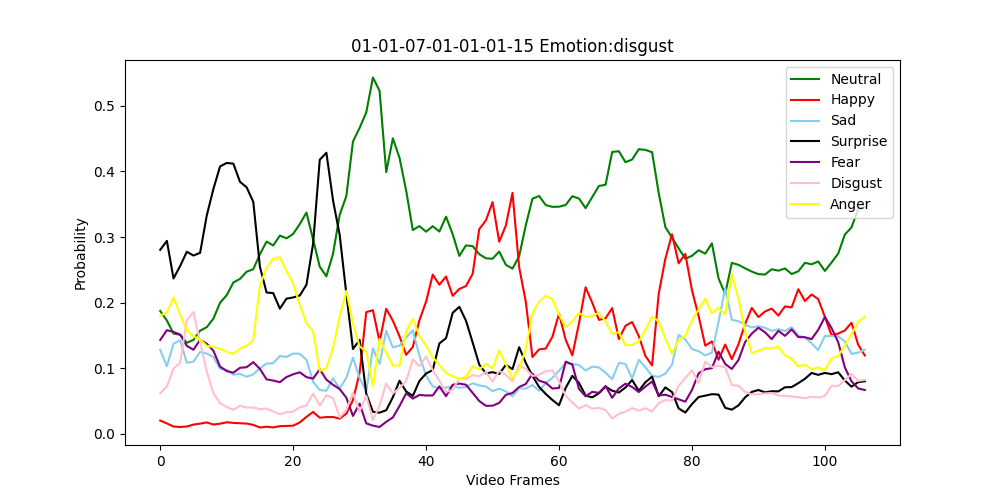 01-01-07-01-01-01-15 Emotion:disgust
Neutral
Happy
Sad
Surprise
Fear
Disgust
Anger
Probability
0.5
0.4
0.3
0.2
0.1
0.0
0 20 40 60 80 100
Video Frames